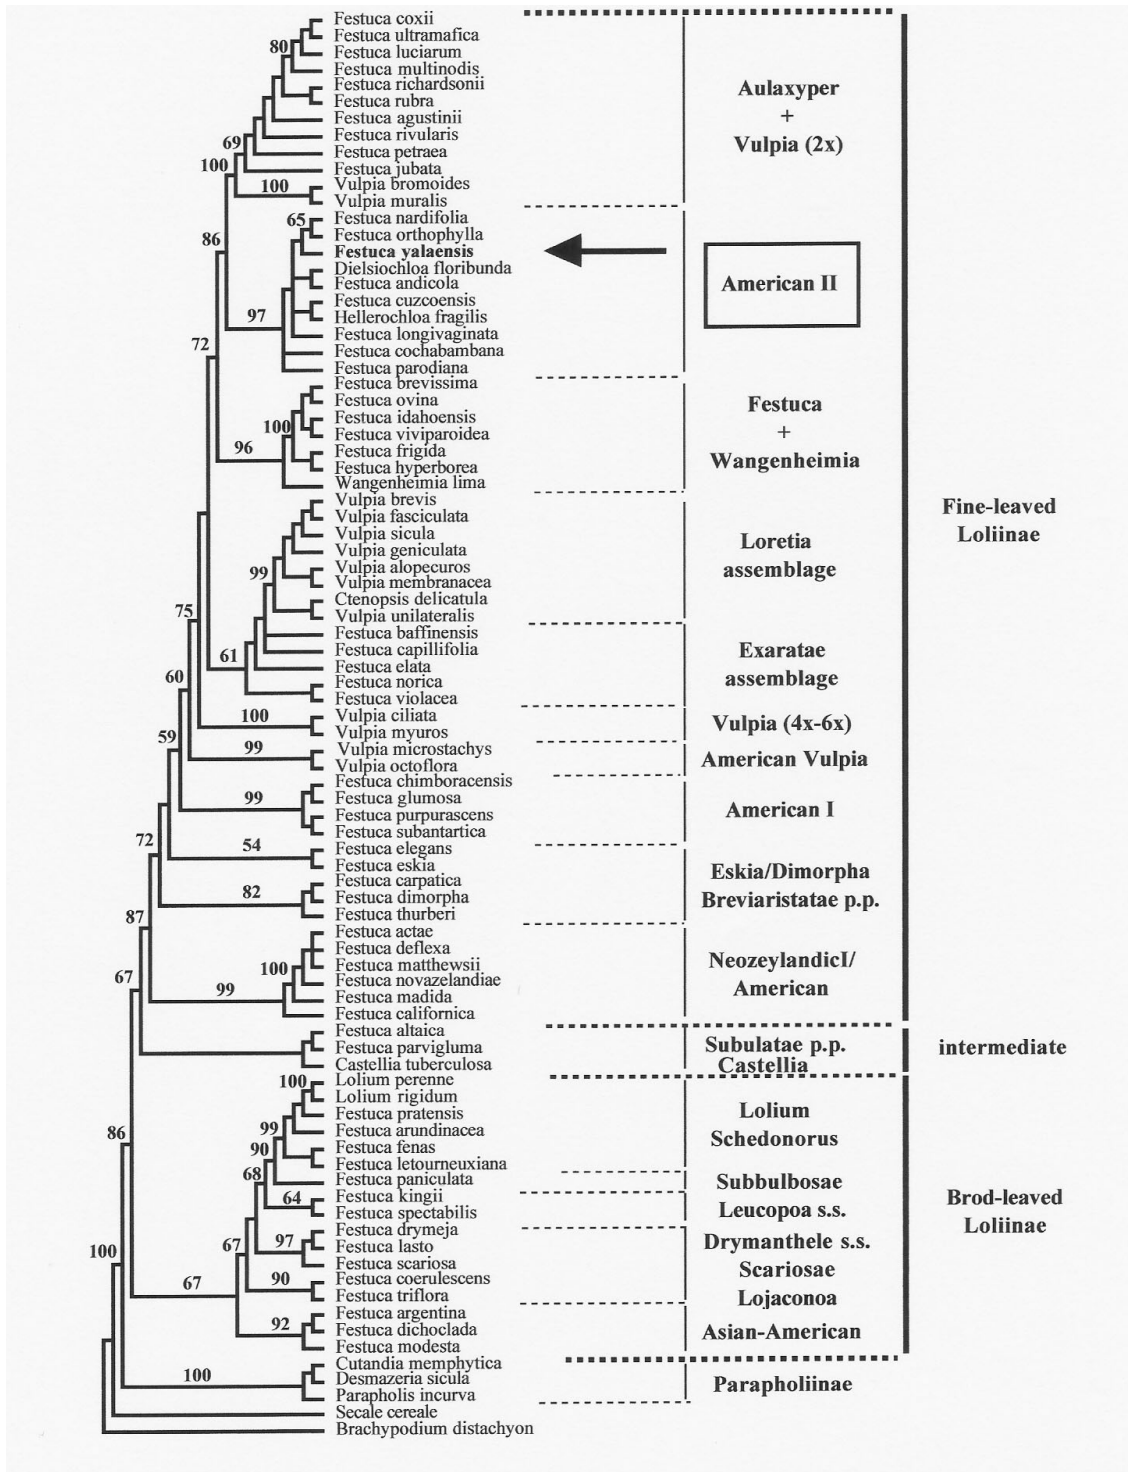 Festuca coxii
Festuca ultramafica
80
Festuca luciarum
Festuca multinodis
Festuca richardsonii
Aulaxyper
Festuca rubra
+
Festuca agustinii
Festuca rivularis
Vulpia (2x)
69
Festuca petraea
100
Festuca jubata
100
Vulpia bromoides
Vulpia muralis
65
Festuca nardifolia
86
Festuca orthophylla
Festuca yalaensis
Dielsiochloa floribunda
Festuca andicola
American II
Festuca cuzcoensis
97
Hellerochloa fragilis
Festuca longivaginata
72
Festuca cochabambana
Festuca parodiana
Festuca brevissima
Festuca ovina
Festuca
Festuca idahoensis
100
Festuca viviparoidea
+
96
Festuca frigida
Festuca hyperborea
Wangenheimia
Wangenheimia lima
Vulpia brevis
Fine-leaved
Vulpia fasciculata
Loliinae
Vulpia sicula
Loretia
Vulpia geniculata
99
Vulpia alopecuros
assemblage
Vulpia membranacea
Ctenopsis delicatula
75
Vulpia unilateralis
Festuca baffinensis
61
Festuca capillifolia
Exaratae
Festuca elata
assemblage
60
Festuca norica
Festuca violacea
100
Vulpia ciliata
Vulpia (4x-6x)
59
Vulpia myuros
99
Vulpia microstachys
American Vulpia
Vulpia octoflora
Festuca chimboracensis
99
Festuca glumosa
American I
Festuca purpurascens
Festuca subantartica
72
54
Festuca elegans
Festuca eskia
Eskia/Dimorpha
Festuca carpatica
82
Festuca dimorpha
Breviaristatae p.p.
Festuca thurberi
87
Festuca actae
Festuca deflexa
NeozeylandicI/
100
Festuca matthewsii
67
Festuca novazelandiae
American
99
Festuca madida
Festuca californica
Festuca altaica
Festuca parvigluma
Subulatae p.p.
intermediate
Castellia tuberculosa
Castellia
100
Lolium perenne
Lolium rigidum
Lolium
Festuca pratensis
86
99
Festuca arundinacea
Schedonorus
90
Festuca fenas
Festuca letourneuxiana
68
Festuca paniculata
Subbulbosae
64
Festuca kingii
Brod-leaved
Festuca spectabilis
Leucopoa s.s.
Loliinae
Festuca drymeja
100
67
97
Festuca lasto
Drymanthele s.s.
Festuca scariosa
Scariosae
67
90
Festuca coerulescens
Festuca triflora
Lojaconoa
Festuca argentina
92
Festuca dichoclada
Asian-American
Festuca modesta
Cutandia memphytica
100
Desmazeria sicula
Parapholiinae
Parapholis incurva
Secale cereale
Brachypodium distachyon